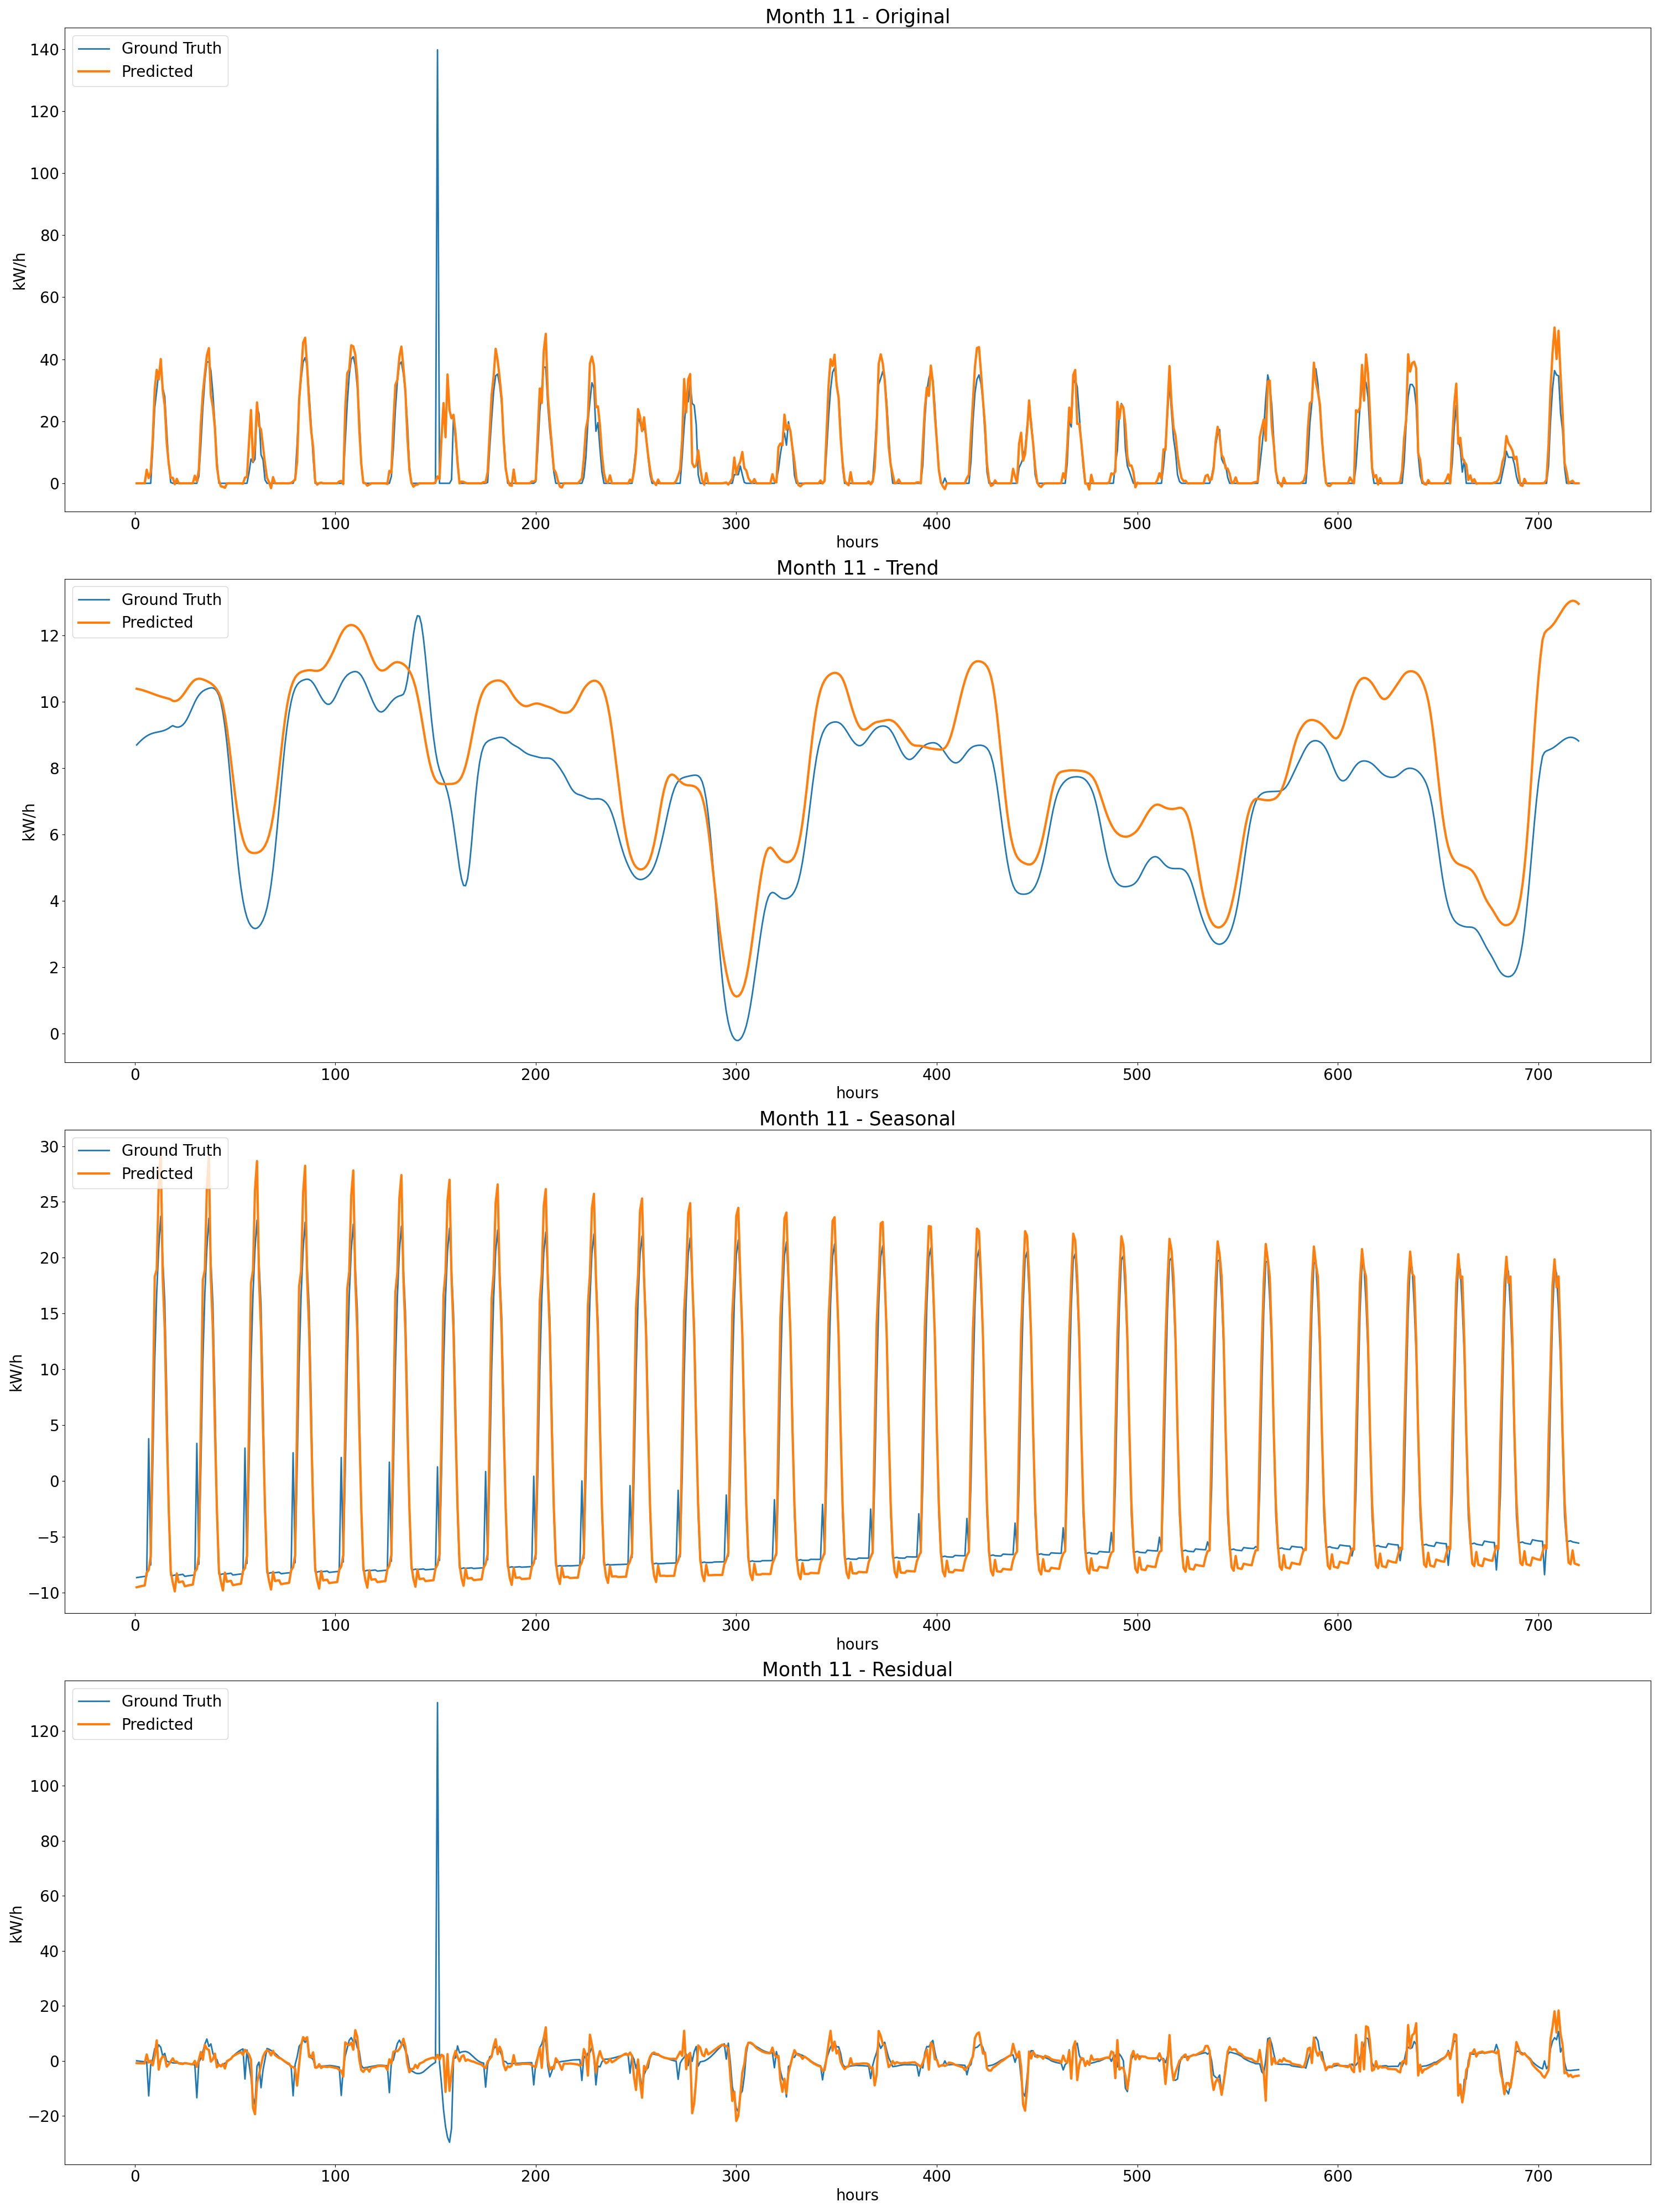 Month 11 - Original
Ground Truth
Predicted
140
120
100
80
60
40
20
0
kW/h
0 100 200 300 400 500 600 700
hours
Month 11 - Trend
Ground Truth
Predicted
12
10
8
6
4
2
0
kW/h
0 100 200 300 400 500 600 700
hours
Month 11 - Seasonal
Ground Truth
Predicted
30
25
20
15
10
5
0
−5
−10
kW/h
0 100 200 300 400 500 600 700
hours
Month 11 - Residual
Ground Truth
Predicted
120
100
80
60
40
20
0
−20
kW/h
0 100 200 300 400 500 600 700
hours